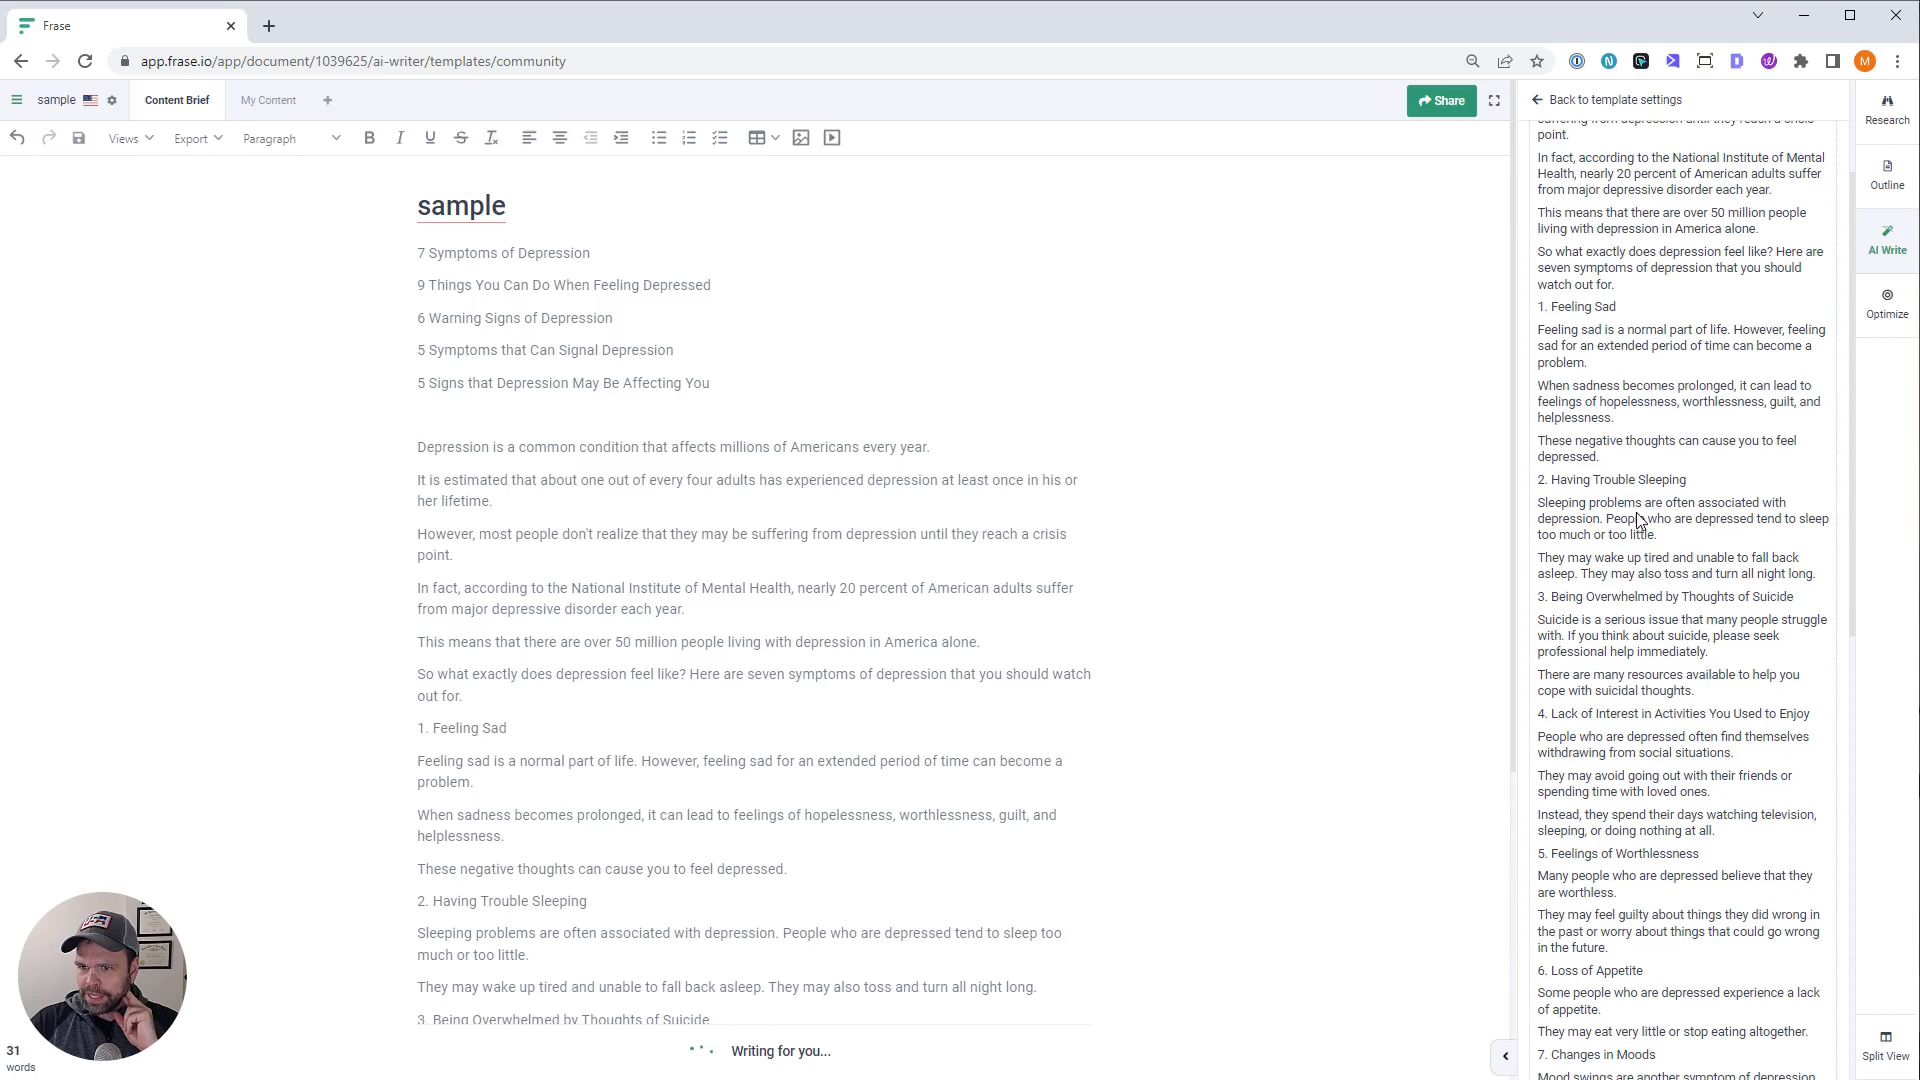 Frase
app.frase.io/app/document/1039625/ai-writer/templates/community
M
sample
Content Brief
My Content
Share
Views
Export
Paragraph
sample
7 Symptoms of Depression
9 Things You Can Do When Feeling Depressed
6 Warning Signs of Depression
5 Symptoms that Can Signal Depression
5 Signs that Depression May Be Affecting You
Depression is a common condition that affects millions of Americans every year.
It is estimated that about one out of every four adults has experienced depression at least once in his or
her lifetime.
However, most people don't realize that they may be suffering from depression until they reach a crisis
point.
In fact, according to the National Institute of Mental Health, nearly 20 percent of American adults suffer
from major depressive disorder each year.
This means that there are over 50 million people living with depression in America alone.
So what exactly does depression feel like? Here are seven symptoms of depression that you should watch
out for.
1. Feeling Sad
Feeling sad is a normal part of life. However, feeling sad for an extended period of time can become a
problem.
When sadness becomes prolonged, it can lead to feelings of hopelessness, worthlessness, guilt, and
helplessness.
These negative thoughts can cause you to feel depressed.
2. Having Trouble Sleeping
Sleeping problems are often associated with depression. People who are depressed tend to sleep too
much or too little.
They may wake up tired and unable to fall back asleep. They may also toss and turn all night long.
3. Being Overwhelmed by Thoughts of Suicide
Writing for you...
31
words
Back to template settings
suffering from depression until they reach a crisis
point.
In fact, according to the National Institute of Mental
Health, nearly 20 percent of American adults suffer
from major depressive disorder each year.
This means that there are over 50 million people
living with depression in America alone.
So what exactly does depression feel like? Here are
seven symptoms of depression that you should
watch out for.
1. Feeling Sad
Feeling sad is a normal part of life. However, feeling
sad for an extended period of time can become a
problem.
When sadness becomes prolonged, it can lead to
feelings of hopelessness, worthlessness, guilt, and
helplessness.
These negative thoughts can cause you to feel
depressed.
2. Having Trouble Sleeping
Sleeping problems are often associated with
depression. People who are depressed tend to sleep
too much or too little.
They may wake up tired and unable to fall back
asleep. They may also toss and turn all night long.
3. Being Overwhelmed by Thoughts of Suicide
Suicide is a serious issue that many people struggle
with. If you think about suicide, please seek
professional help immediately.
There are many resources available to help you
cope with suicidal thoughts.
4. Lack of Interest in Activities You Used to Enjoy
People who are depressed often find themselves
withdrawing from social situations.
They may avoid going out with their friends or
spending time with loved ones.
Instead, they spend their days watching television,
sleeping, or doing nothing at all.
5. Feelings of Worthlessness
Many people who are depressed believe that they
are worthless.
They may feel guilty about things they did wrong in
the past or worry about things that could go wrong
in the future.
6. Loss of Appetite
Some people who are depressed experience a lack
of appetite.
They may eat very little or stop eating altogether.
7. Changes in Moods
Mood swings are another symptom of depression
Research
Outline
AI Write
Optimize
Split View